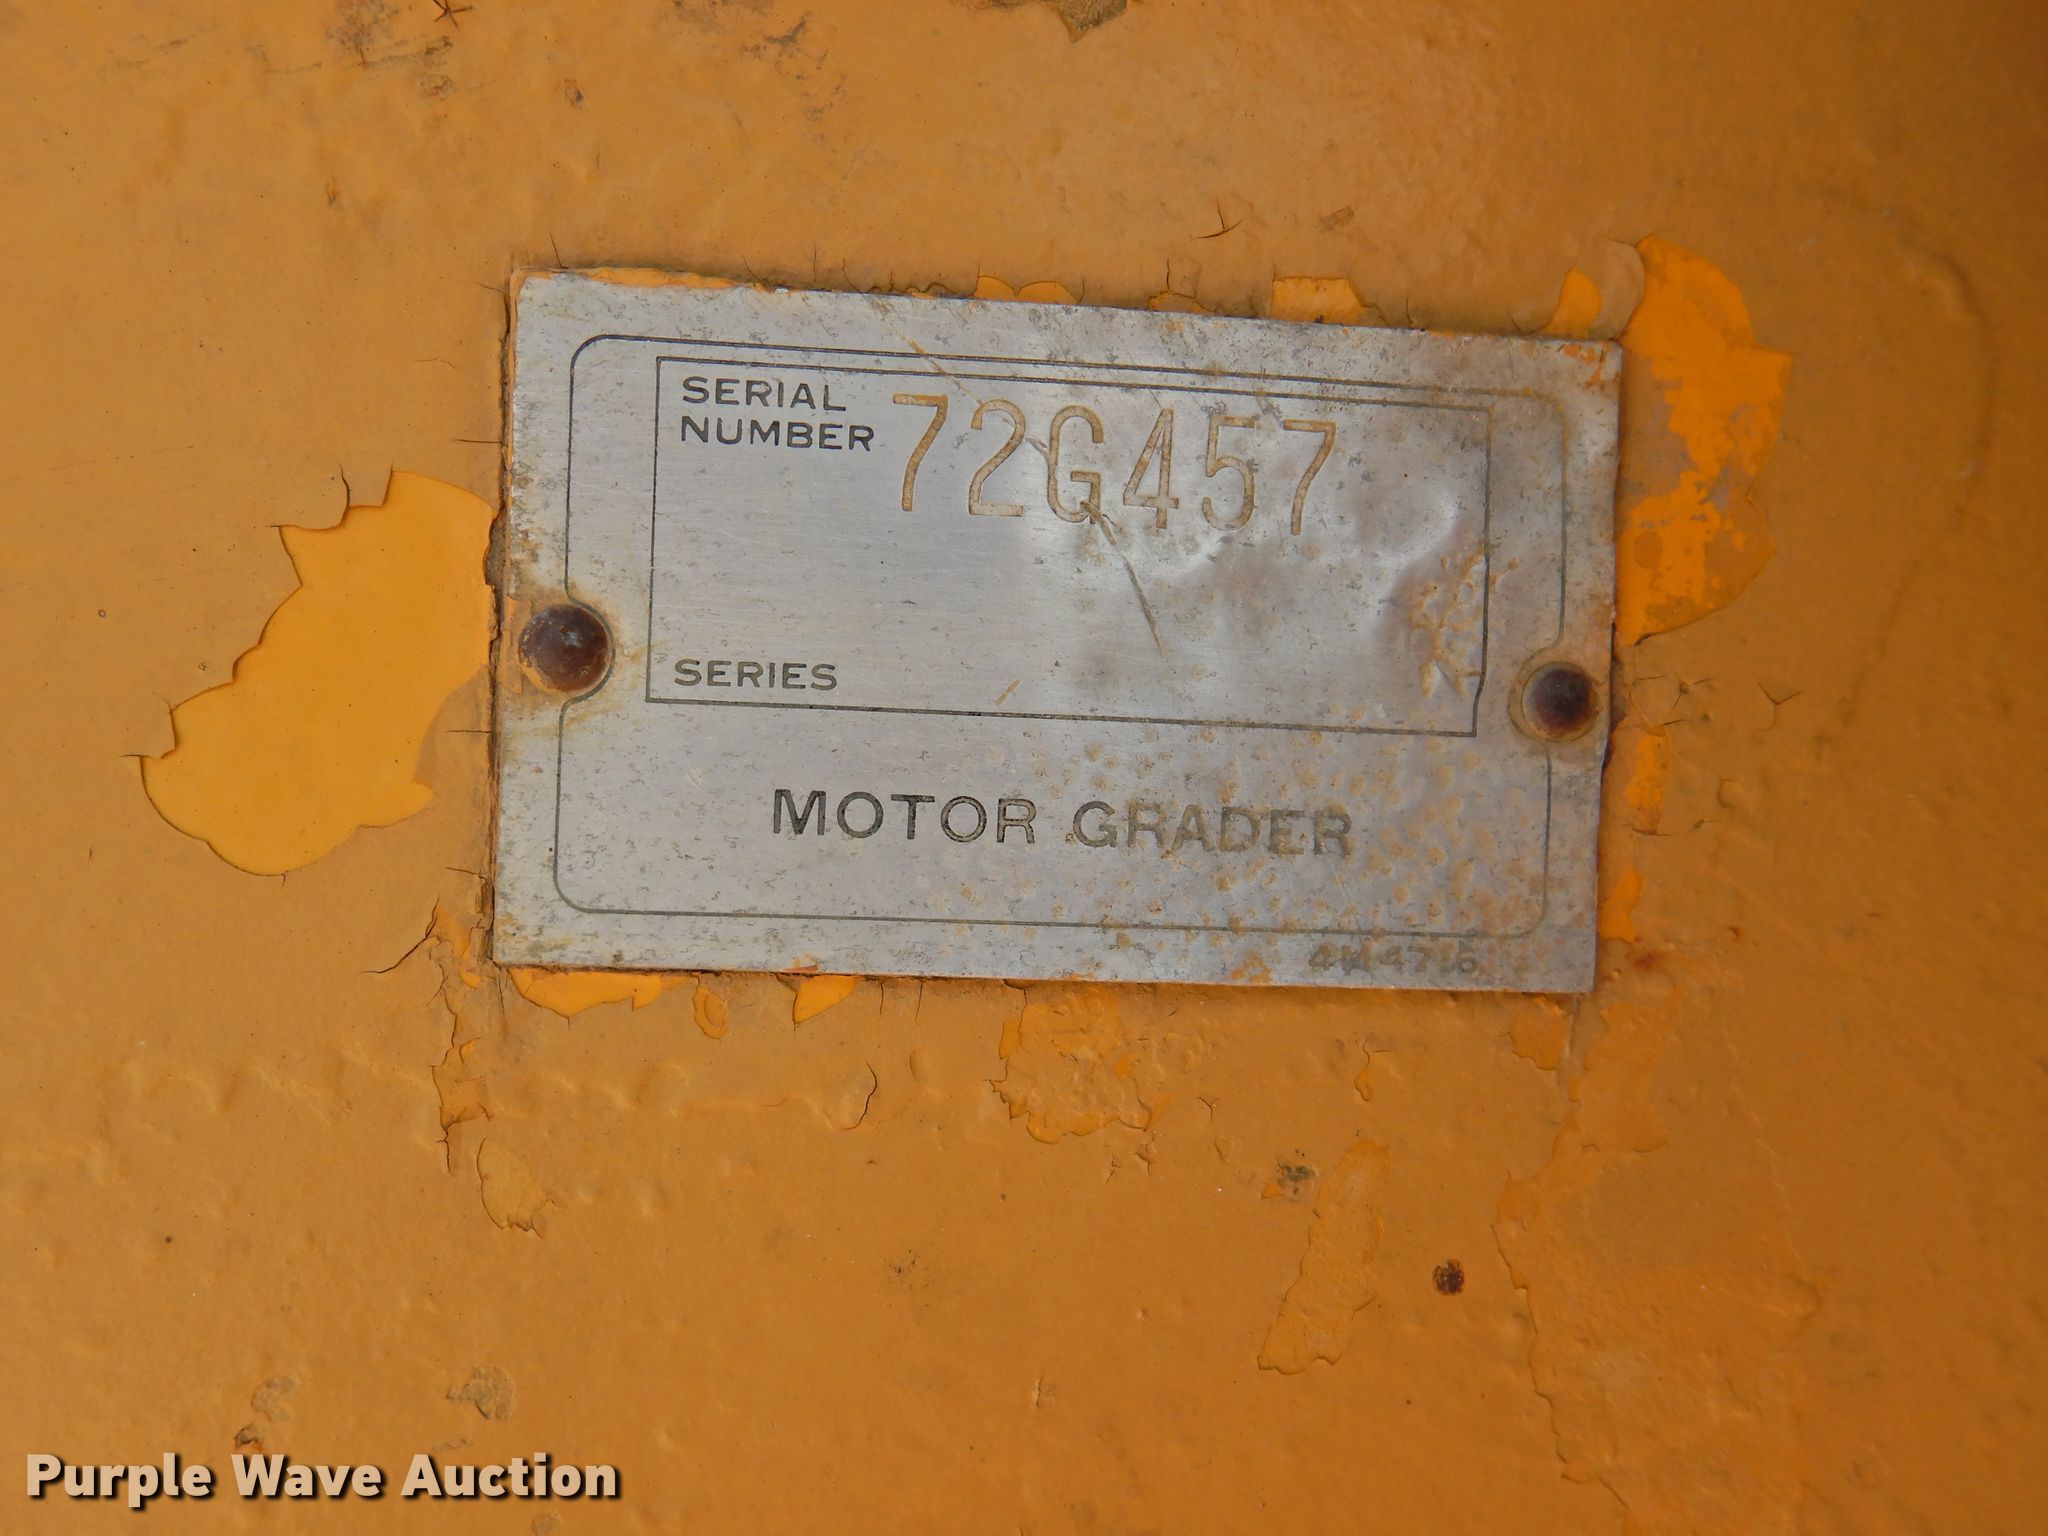 SERIAL
NUMBER 72G457
SERIES
MOTOR GRADER
Purple Wave Auction